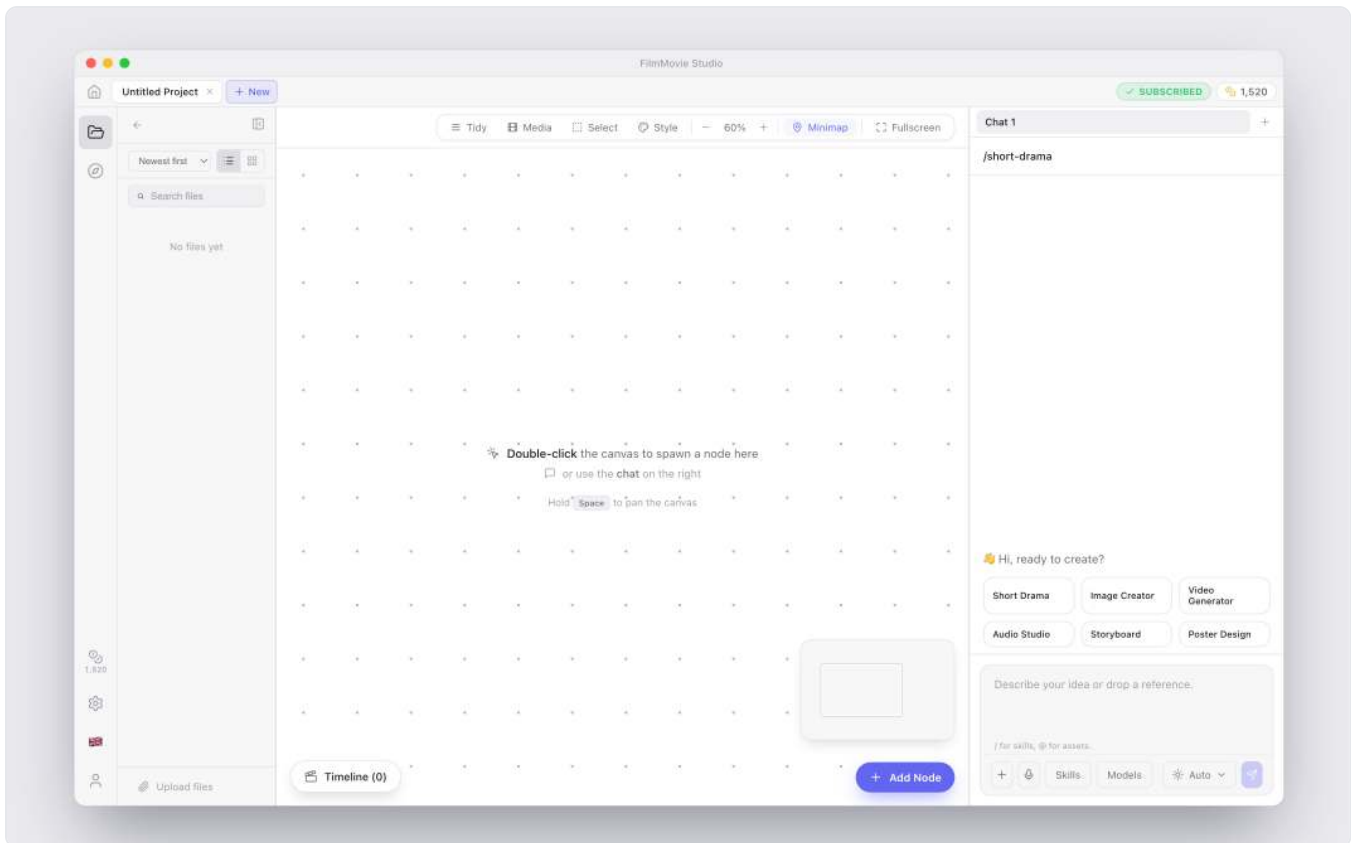 FilmMovie Studio
Untitled Project ×
+ New
✓ SUBSCRIBED
1,520
Tidy
Media
Select
Style
− 60% +
Minimap
Fullscreen
Chat 1
+
Newest first
/short-drama
Search files
No files yet
Double-click the canvas to spawn a node here
or use the chat on the right
Hold Space to pan the canvas
👋 Hi, ready to create?
Short Drama
Image Creator
Video
Generator
Audio Studio
Storyboard
Poster Design
Describe your idea or drop a reference.
/ for skills, @ for assets.
+
Skills
Models
Auto
Timeline (0)
+ Add Node
Upload files